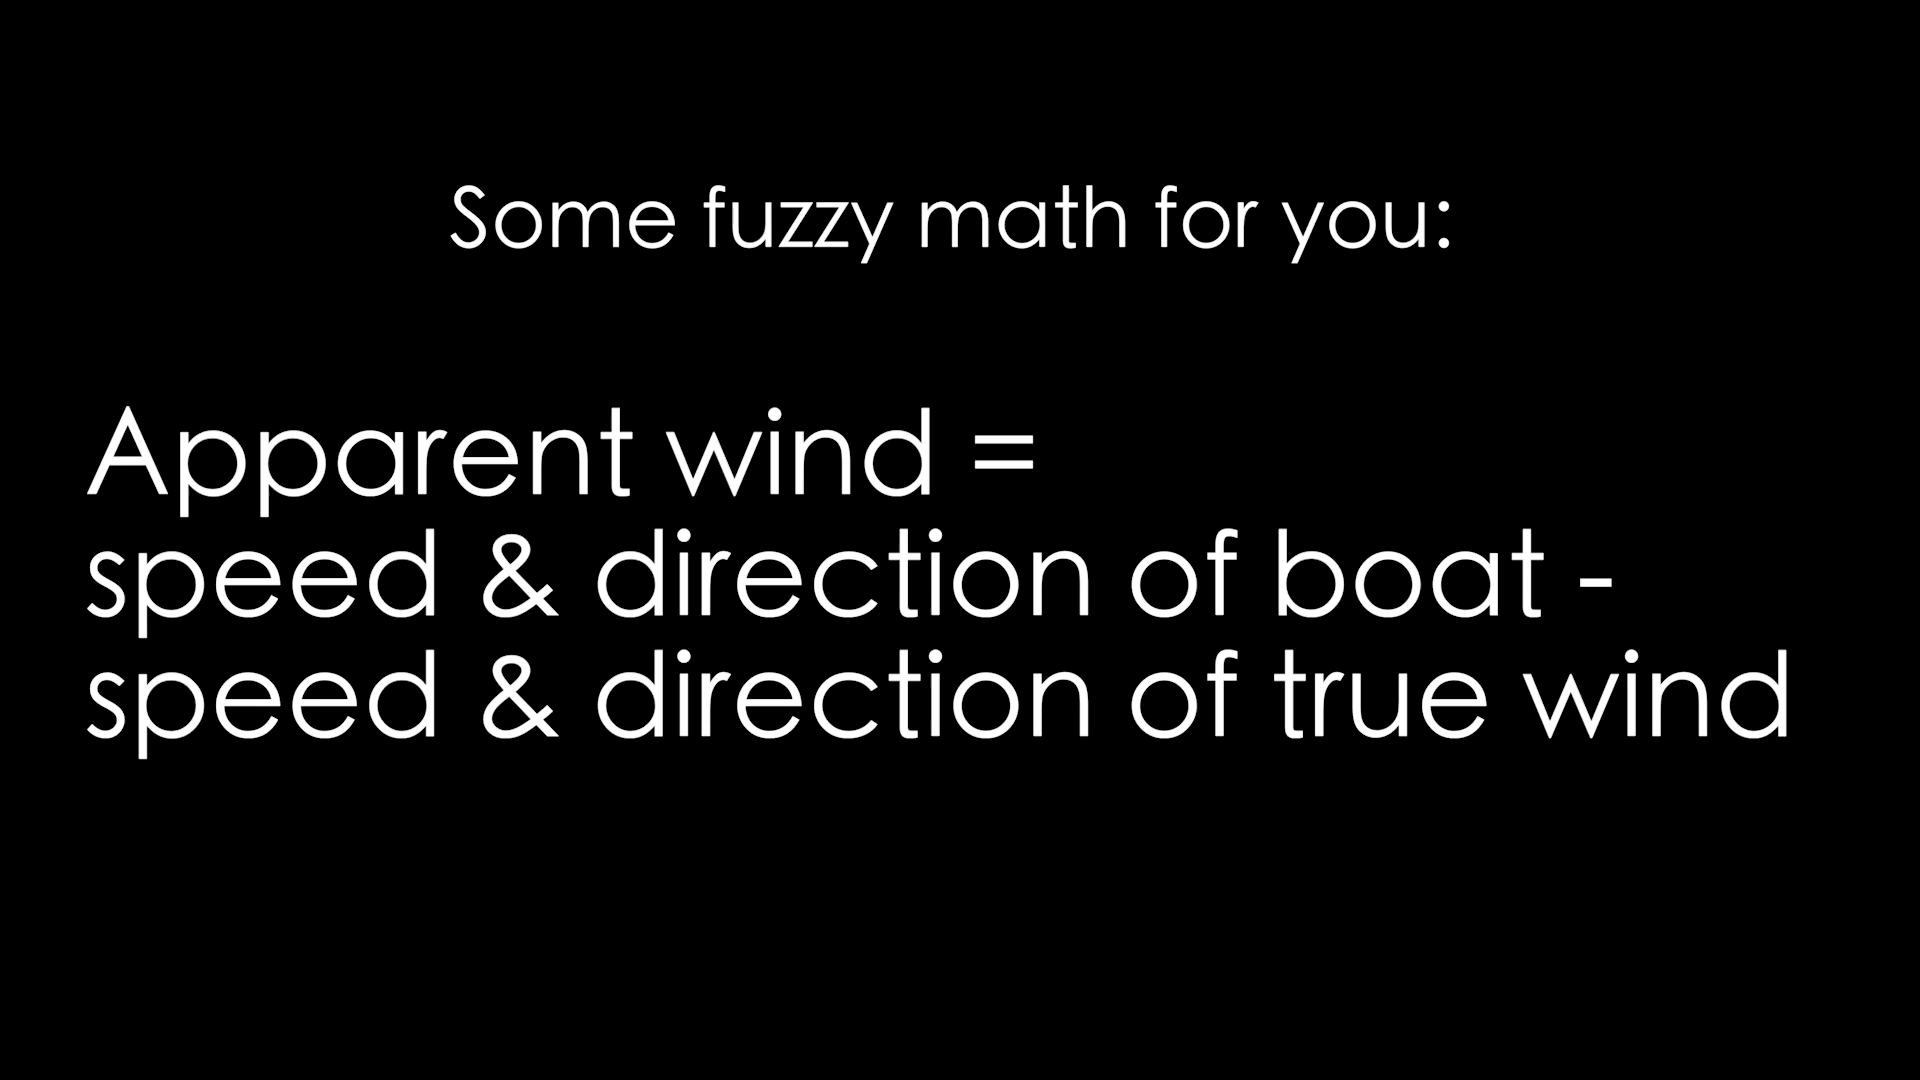 Some fuzzy math for you:
Apparent wind =
speed & direction of boat -
speed & direction of true wind